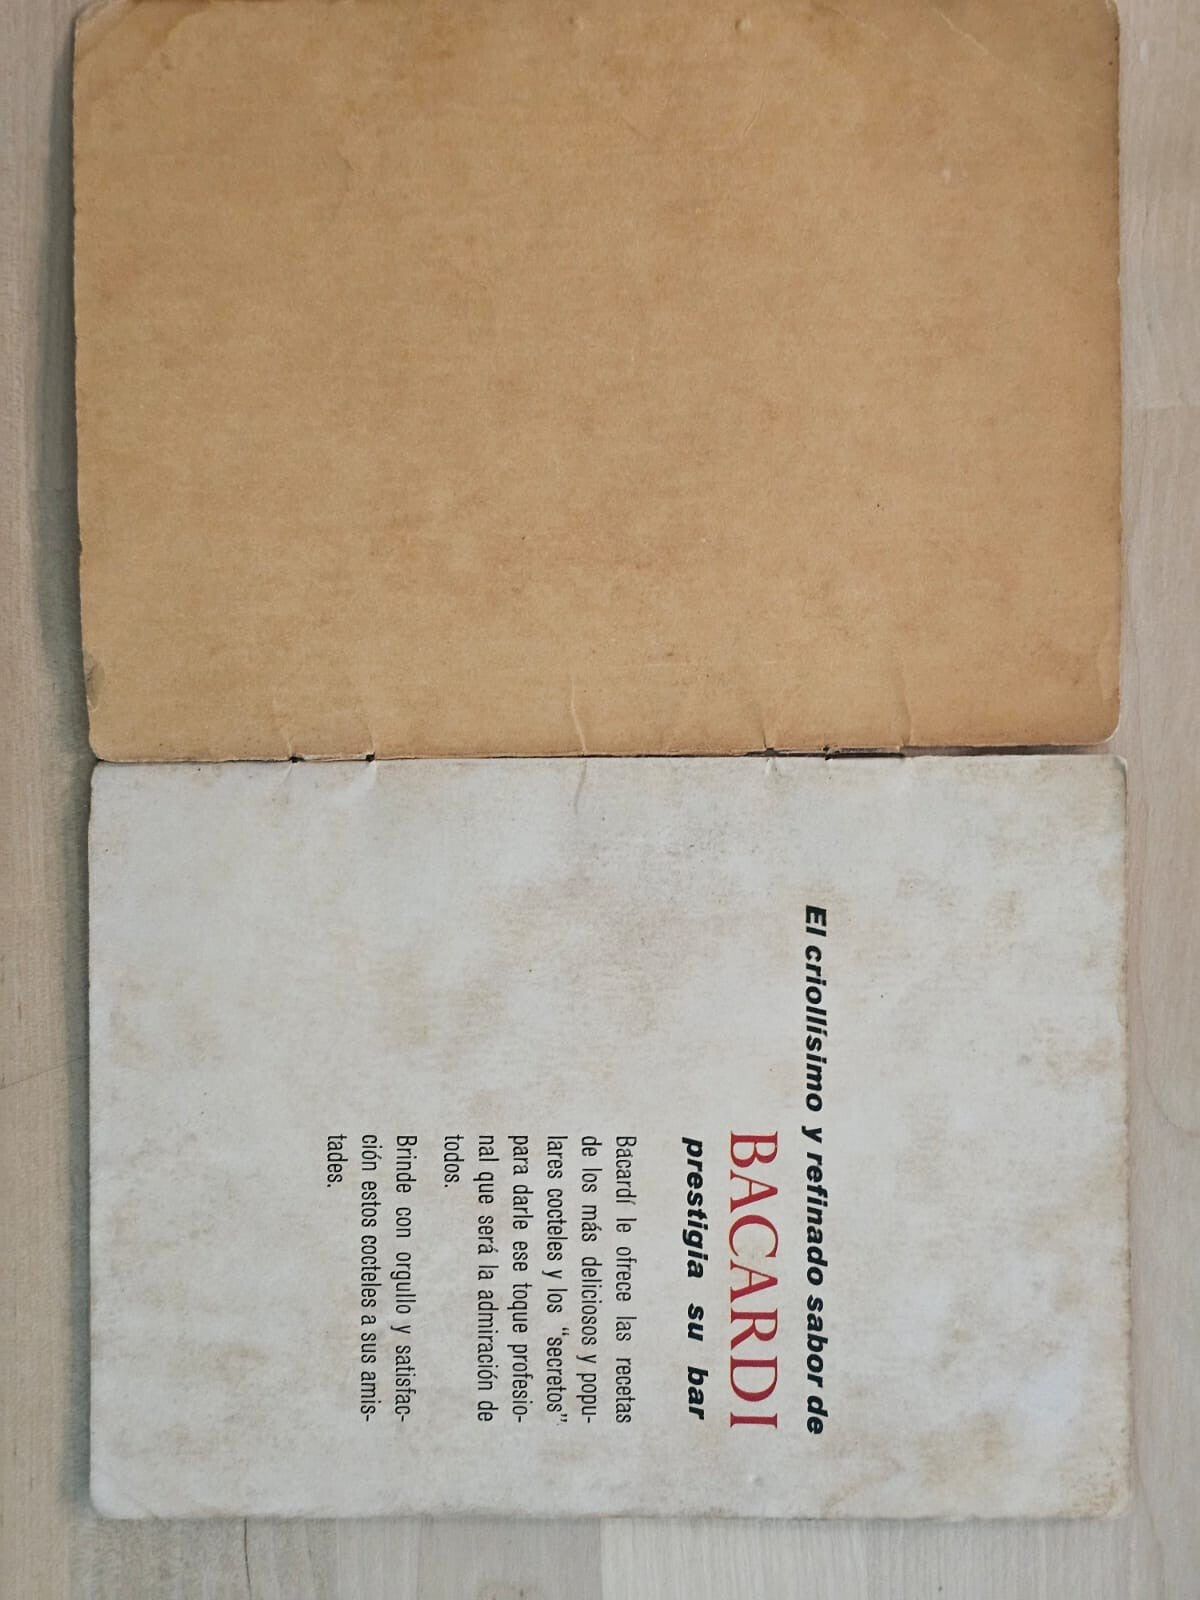 El criollísimo y refinado sabor de
BACARDI
prestigia su bar
Bacardí le ofrece las recetas
de los más deliciosos y popu-
lares cocteles y los "secretos"
para darle ese toque profesio-
nal que será la admiración de
todos.
Brinde con orgullo y satisfac-
ción estos cocteles a sus amis-
tades.